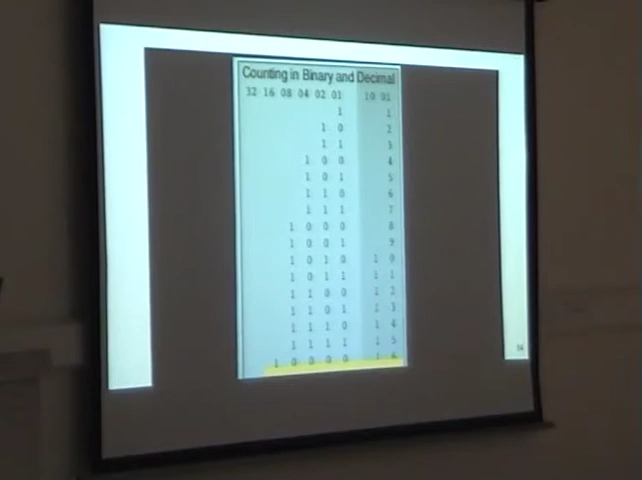 Counting in Binary and Decimal
32 16 08 04 02 01 10 01
1 1
1 0 2
1 1 3
1 0 0 4
1 0 1 5
1 1 0 6
1 1 1 7
1 0 0 0 8
1 0 0 1 9
1 0 1 0 1 0
1 0 1 1 1 1
1 1 0 0 1 2
1 1 0 1 1 3
1 1 1 0 1 4
1 1 1 1 1 5
1 0 0 0 0 1 6